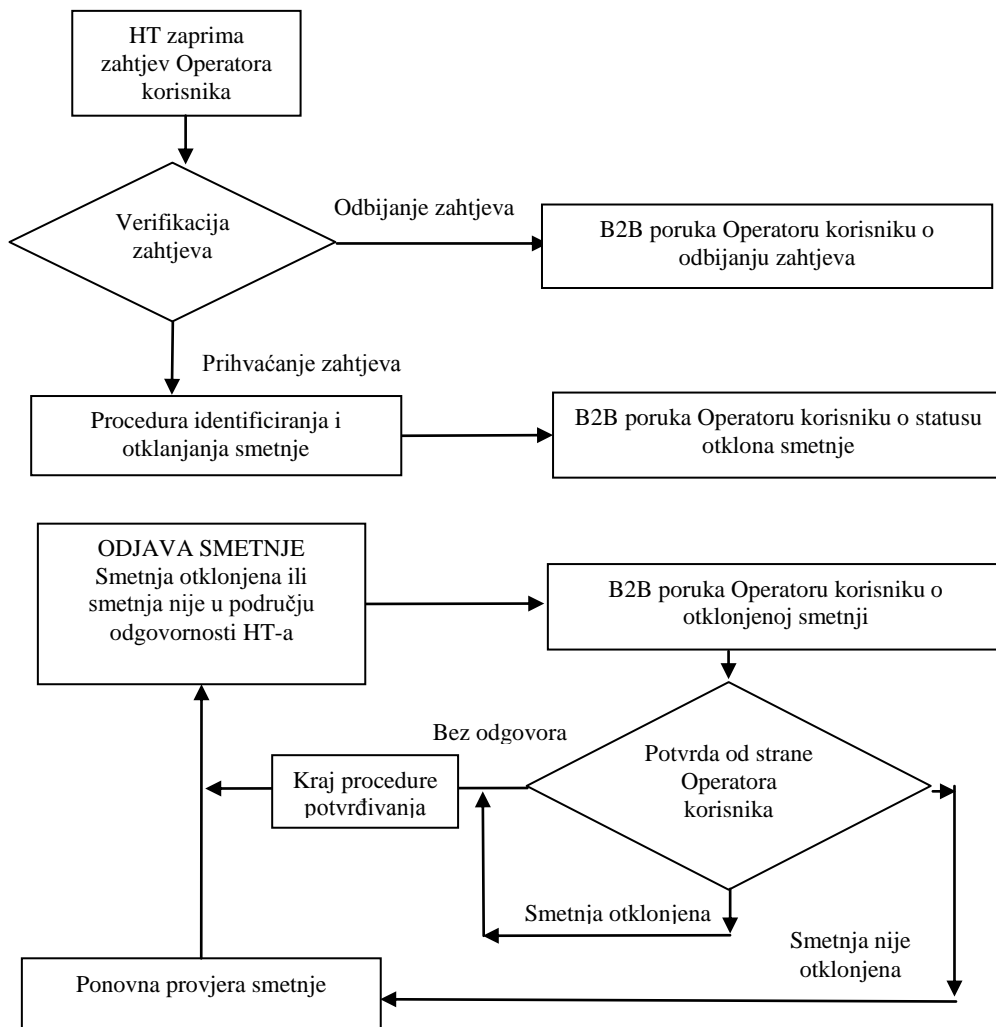 HT zaprima
zahtjev Operatora
korisnika
Verifikacija
zahtjeva
Odbijanje zahtjeva
B2B poruka Operatoru korisniku o
odbijanju zahtjeva
Prihvaćanje zahtjeva
Procedura identificiranja i
otklanjanja smetnje
B2B poruka Operatoru korisniku o statusu
otklona smetnje
ODJAVA SMETNJE
Smetnja otklonjena ili
smetnja nije u području
odgovornosti HT-a
B2B poruka Operatoru korisniku o
otklonjenoj smetnji
Bez odgovora
Kraj procedure
potvrđivanja
Potvrda od strane
Operatora
korisnika
Smetnja otklonjena
Smetnja nije
otklonjena
Ponovna provjera smetnje